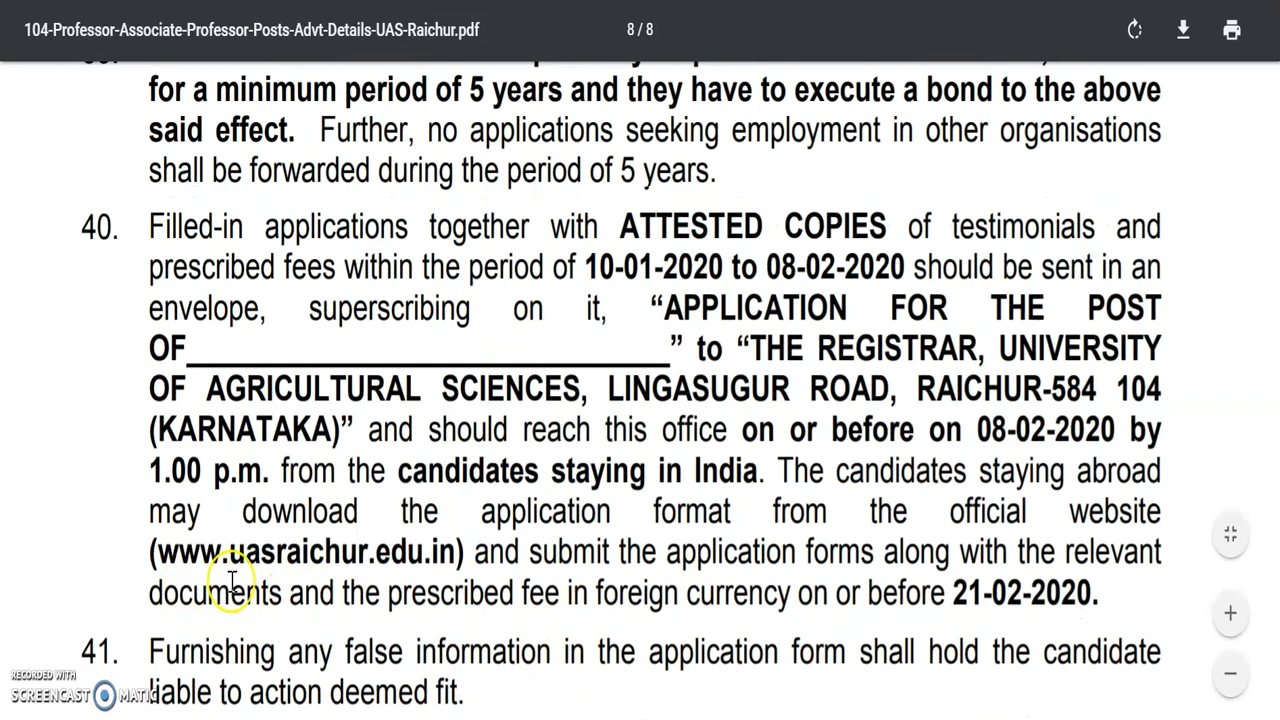 104-Professor-Associate-Professor-Posts-Advt-Details-UAS-Raichur.pdf
8 / 8
for a minimum period of 5 years and they have to execute a bond to the above
said effect. Further, no applications seeking employment in other organisations
shall be forwarded during the period of 5 years.
40. Filled-in applications together with ATTESTED COPIES of testimonials and
prescribed fees within the period of 10-01-2020 to 08-02-2020 should be sent in an
envelope, superscribing on it, “APPLICATION FOR THE POST
OF______________________________” to “THE REGISTRAR, UNIVERSITY
OF AGRICULTURAL SCIENCES, LINGASUGUR ROAD, RAICHUR-584 104
(KARNATAKA)” and should reach this office on or before on 08-02-2020 by
1.00 p.m. from the candidates staying in India. The candidates staying abroad
may download the application format from the official website
(www.uasraichur.edu.in) and submit the application forms along with the relevant
documents and the prescribed fee in foreign currency on or before 21-02-2020.
41. Furnishing any false information in the application form shall hold the candidate
liable to action deemed fit.
RECORDED WITH
SCREENCAST MATIC